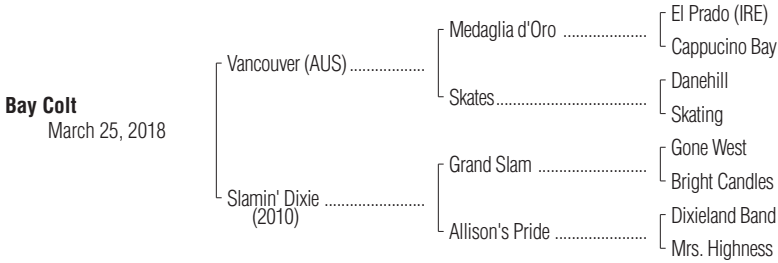 Bay Colt
March 25, 2018
Vancouver (AUS) ..................
Slamin' Dixie ........................
(2010)
Medaglia d'Oro ....................
Skates....................................
Grand Slam ..........................
Allison's Pride ......................
El Prado (IRE)
Cappucino Bay
Danehill
Skating
Gone West
Bright Candles
Dixieland Band
Mrs. Highness